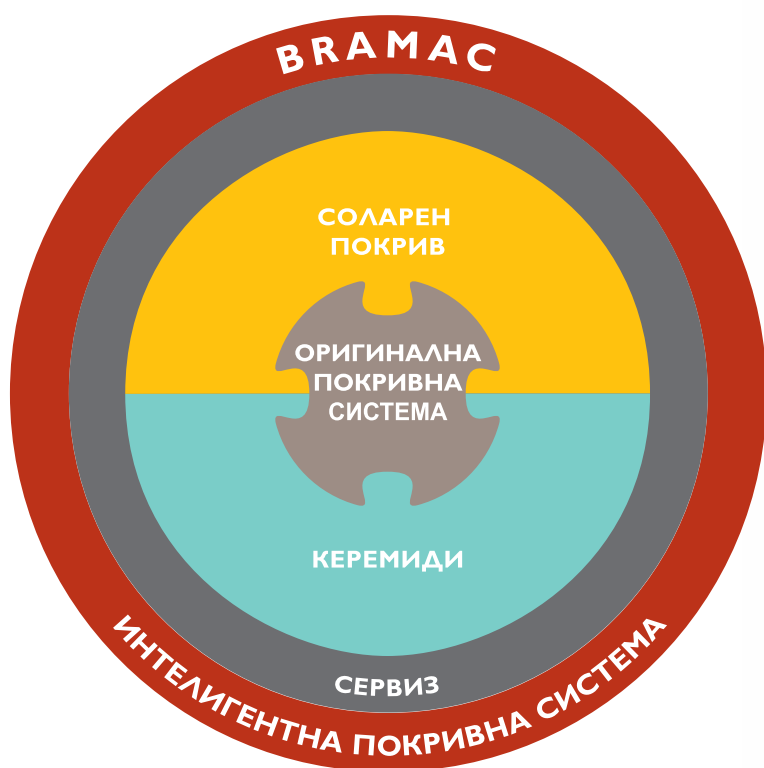 BRAMAC
СОЛАРЕН
ПОКРИВ
ОРИГИНАЛНА
ПОКРИВНА
СИСТЕМА
КЕРЕМИДИ
СЕРВИЗ
ИНТЕЛИГЕНТНА ПОКРИВНА СИСТЕМА